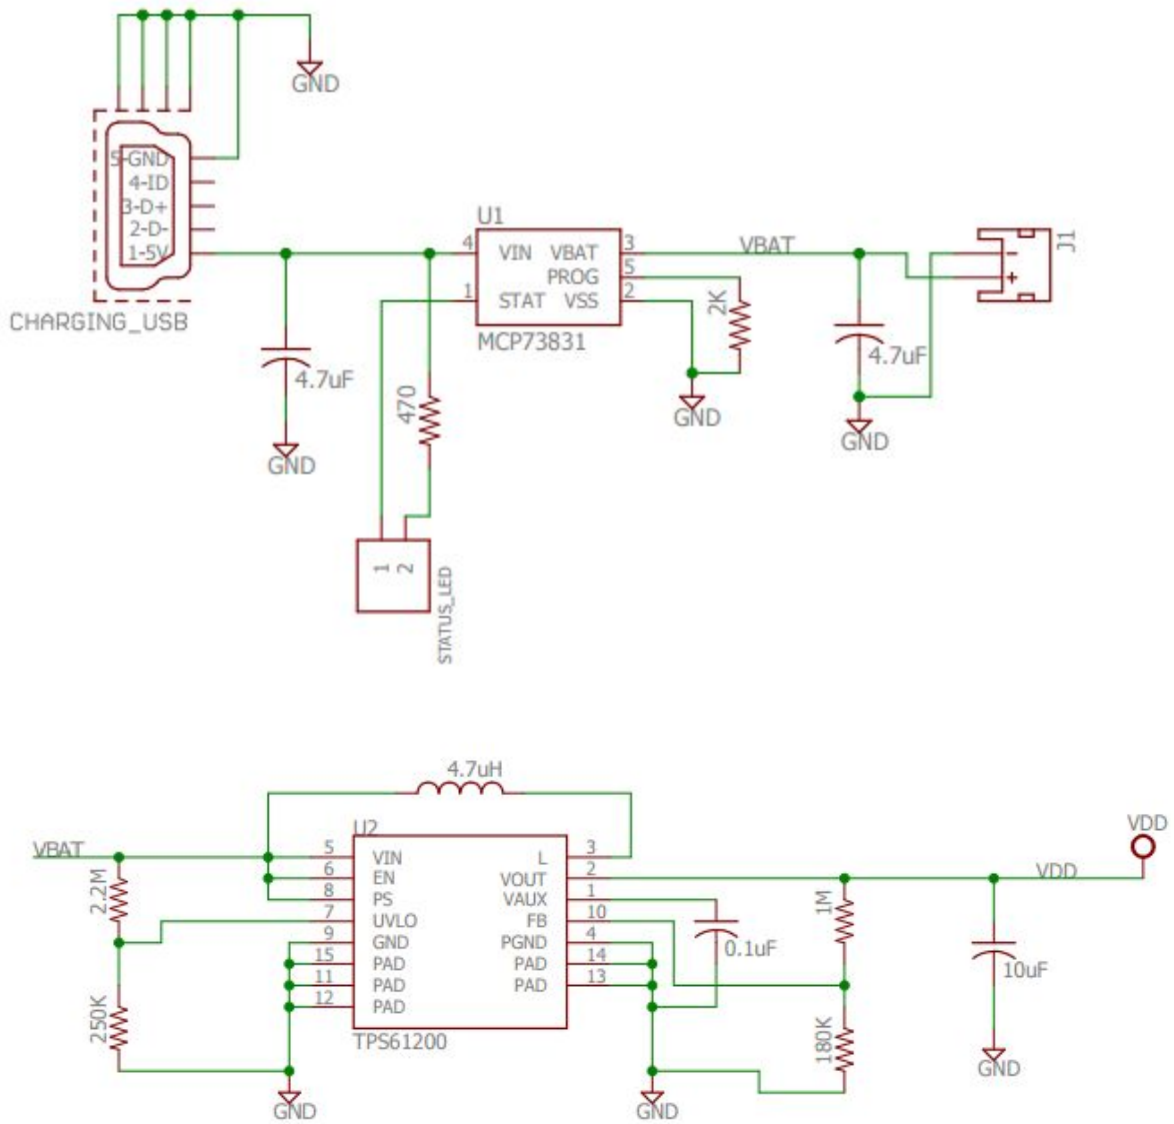 GND
5-GND
4-ID
3-D+
2-D-
1-5V
CHARGING_USB
4.7uF
GND
470
1 2
STATUS_LED
U1
4 VIN VBAT 3
PROG 5
1 STAT VSS 2
MCP73831
VBAT
2K
GND
4.7uF
GND
- 
+
J1
4.7uH
VBAT
2.2M
250K
U2
5 VIN L 3
6 EN VOUT 2
8 PS VAUX 1
7 UVLO FB 10
9 GND PGND 4
15 PAD PAD 14
11 PAD PAD 13
12 PAD
TPS61200
GND
0.1uF
GND
1M
180K
VDD
VDD
10uF
GND